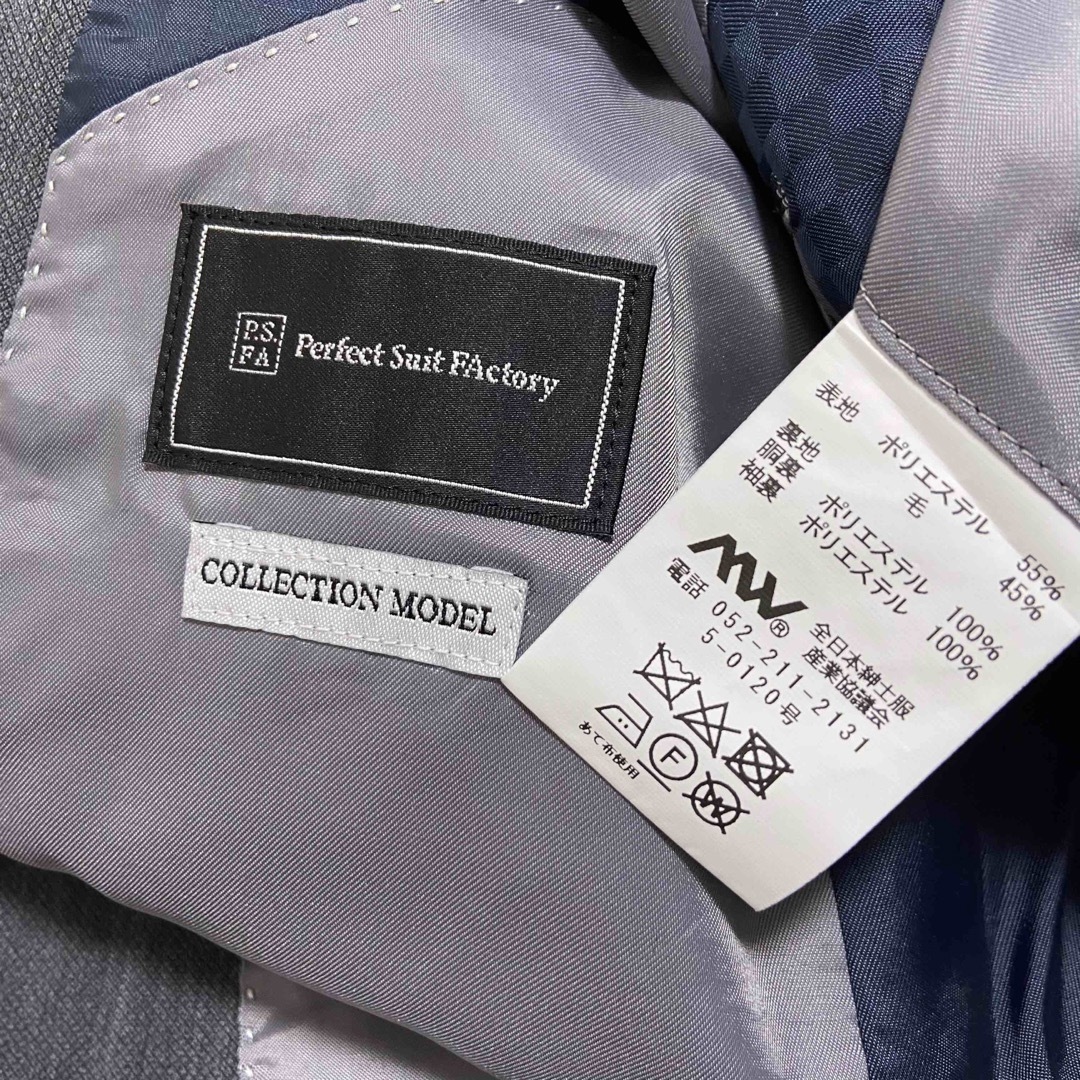 P.S.
FA
Perfect Suit FActory
COLLECTION MODEL
表地 ポリエステル 55%
毛 45%
裏地
胴裏 ポリエステル 100%
袖裏 ポリエステル 100%
MW®
全日本紳士服
産業協議会
電話 052-211-2131
5-0120号
あて布使用
F
W